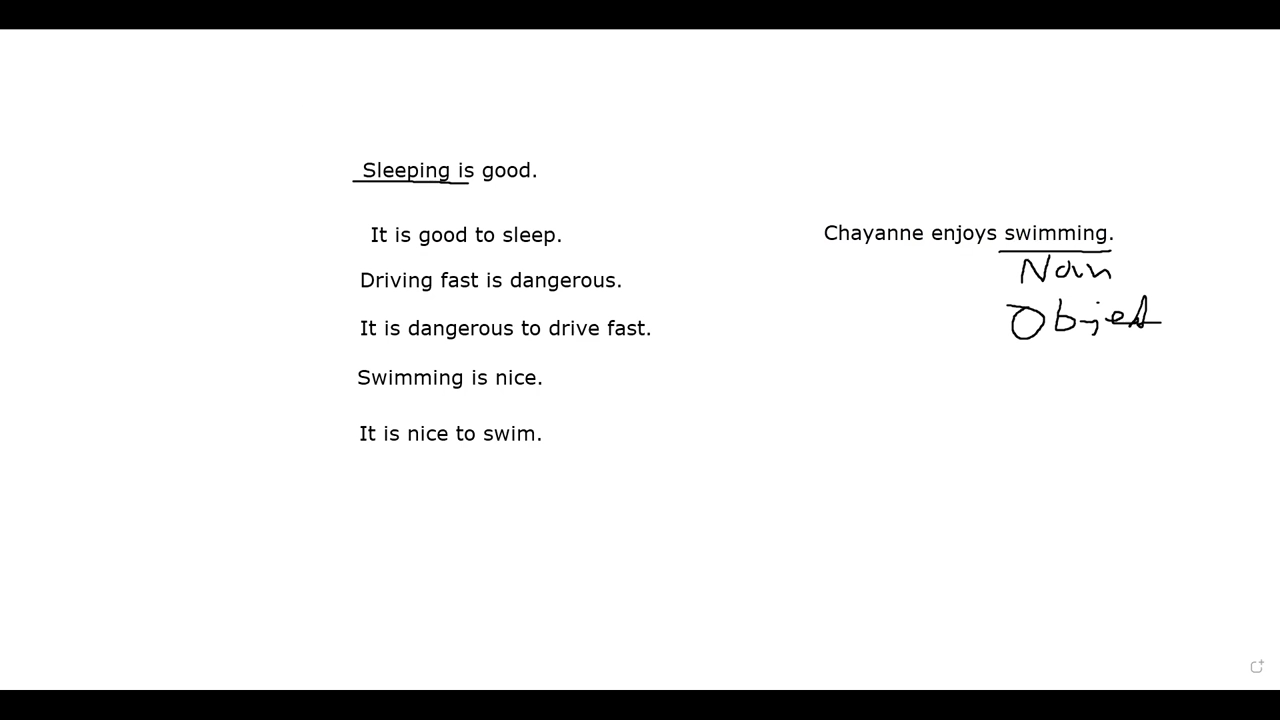 Sleeping is good.
It is good to sleep.
Driving fast is dangerous.
It is dangerous to drive fast.
Swimming is nice.
It is nice to swim.
Chayanne enjoys swimming.
Noun
Object